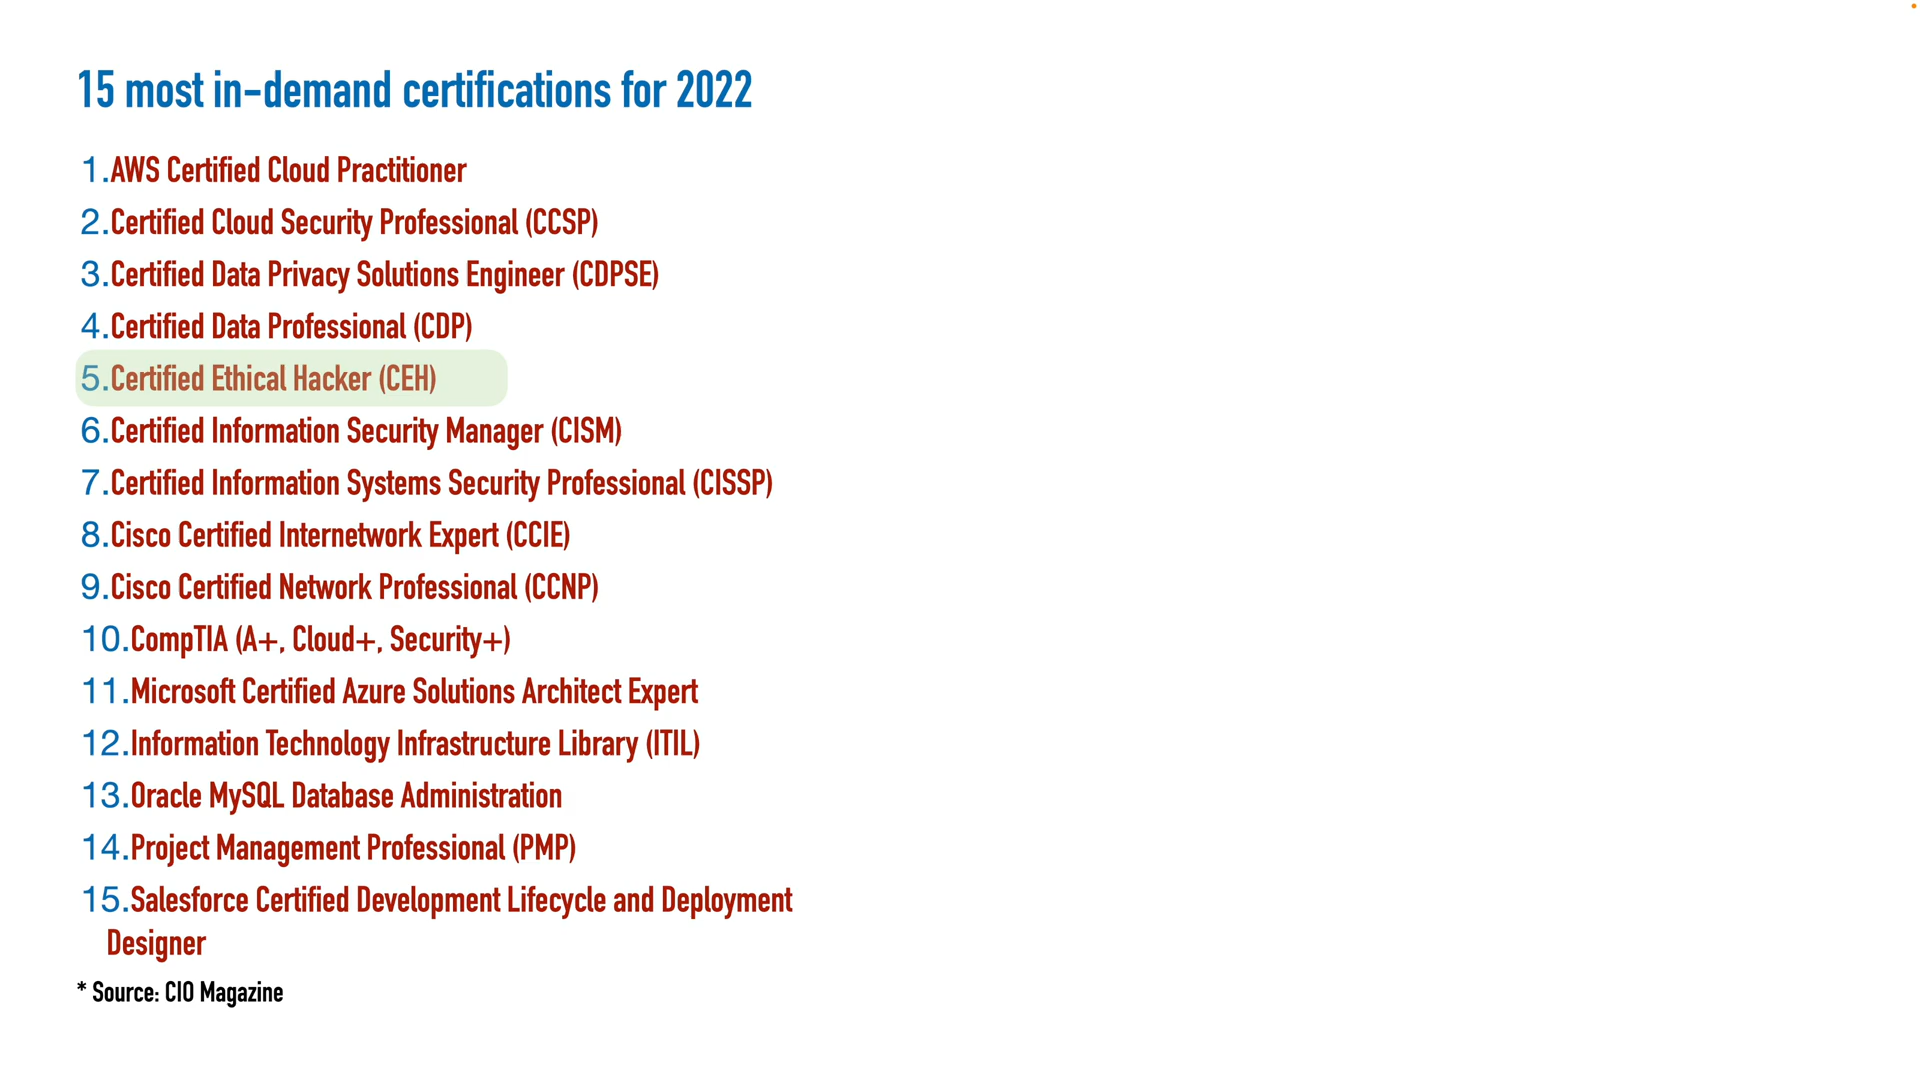 15 most in-demand certifications for 2022
1.AWS Certified Cloud Practitioner
2.Certified Cloud Security Professional (CCSP)
3.Certified Data Privacy Solutions Engineer (CDPSE)
4.Certified Data Professional (CDP)
5.Certified Ethical Hacker (CEH)
6.Certified Information Security Manager (CISM)
7.Certified Information Systems Security Professional (CISSP)
8.Cisco Certified Internetwork Expert (CCIE)
9.Cisco Certified Network Professional (CCNP)
10.CompTIA (A+, Cloud+, Security+)
11.Microsoft Certified Azure Solutions Architect Expert
12.Information Technology Infrastructure Library (ITIL)
13.Oracle MySQL Database Administration
14.Project Management Professional (PMP)
15.Salesforce Certified Development Lifecycle and Deployment
Designer
* Source: CIO Magazine